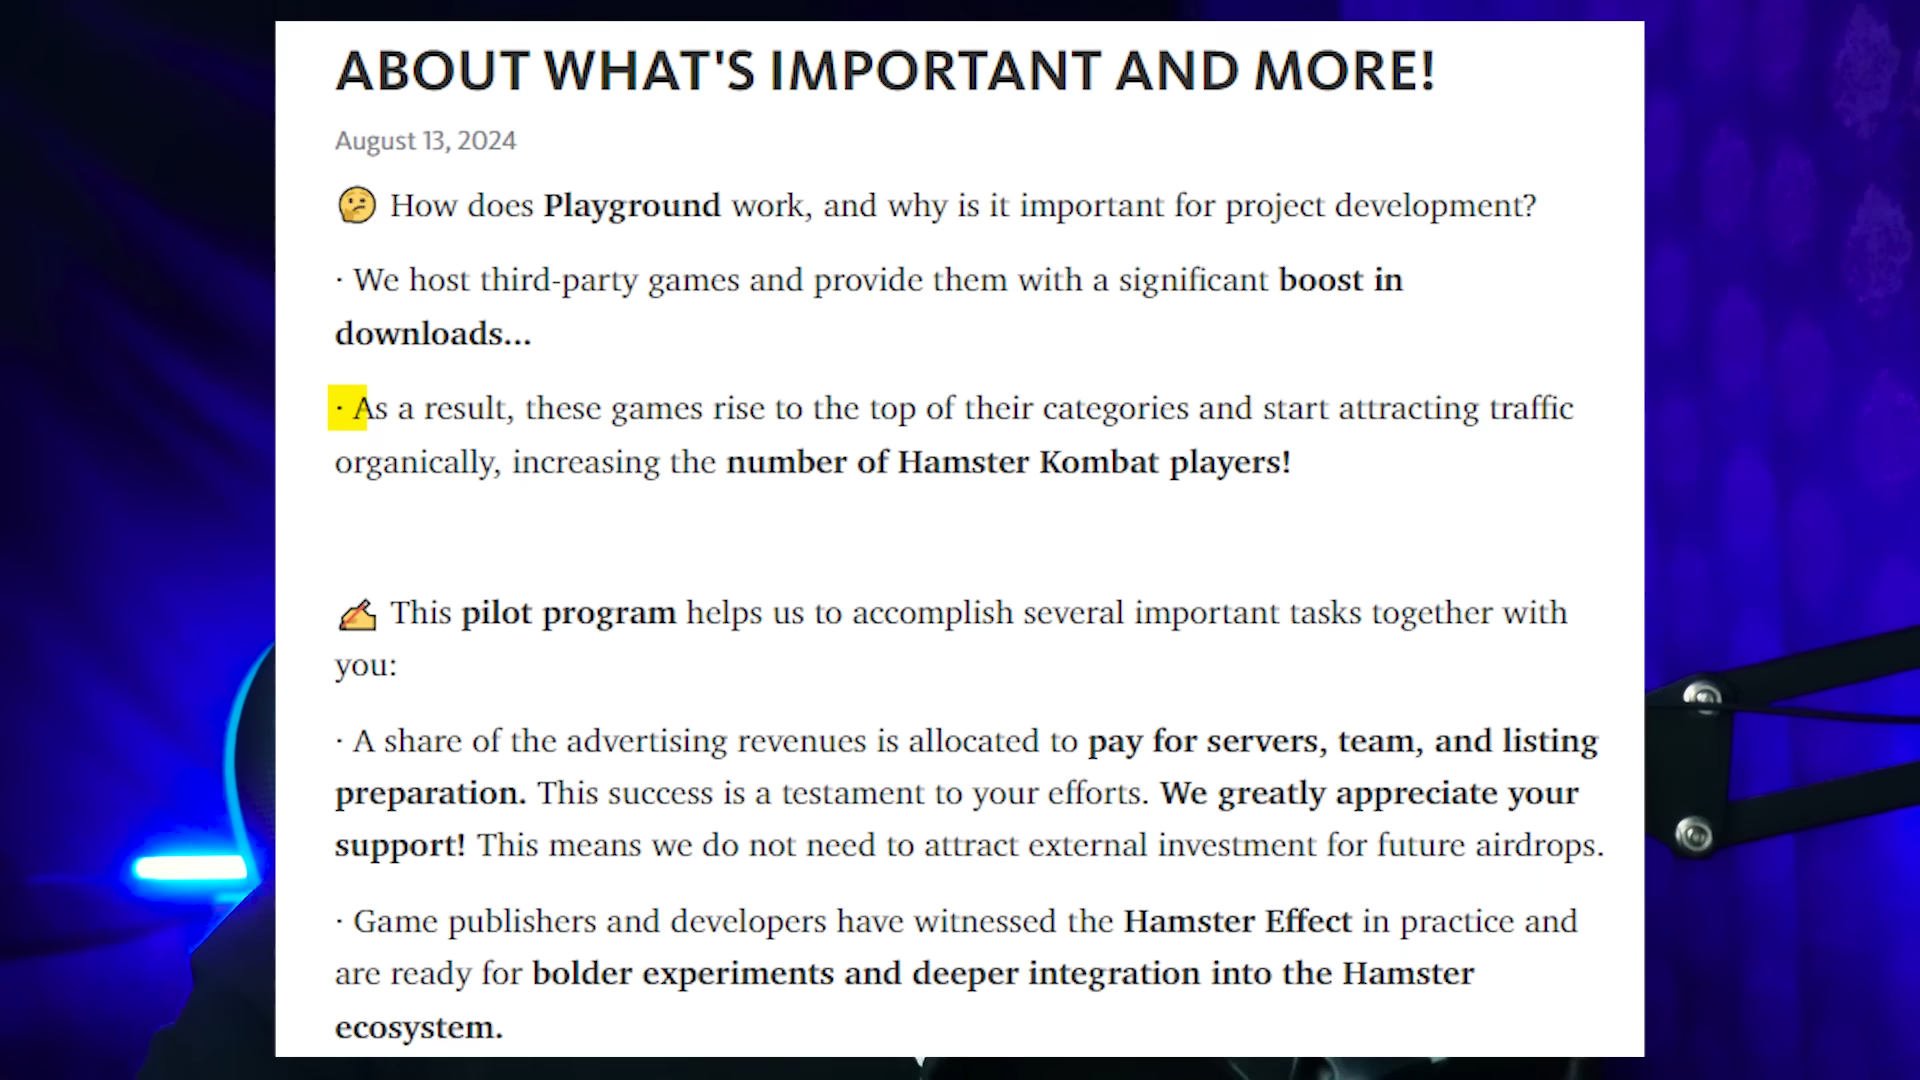 ABOUT WHAT'S IMPORTANT AND MORE!
August 13, 2024
🤔 How does Playground work, and why is it important for project development?
· We host third-party games and provide them with a significant boost in
downloads...
· As a result, these games rise to the top of their categories and start attracting traffic
organically, increasing the number of Hamster Kombat players!
✍️ This pilot program helps us to accomplish several important tasks together with
you:
· A share of the advertising revenues is allocated to pay for servers, team, and listing
preparation. This success is a testament to your efforts. We greatly appreciate your
support! This means we do not need to attract external investment for future airdrops.
· Game publishers and developers have witnessed the Hamster Effect in practice and
are ready for bolder experiments and deeper integration into the Hamster
ecosystem.